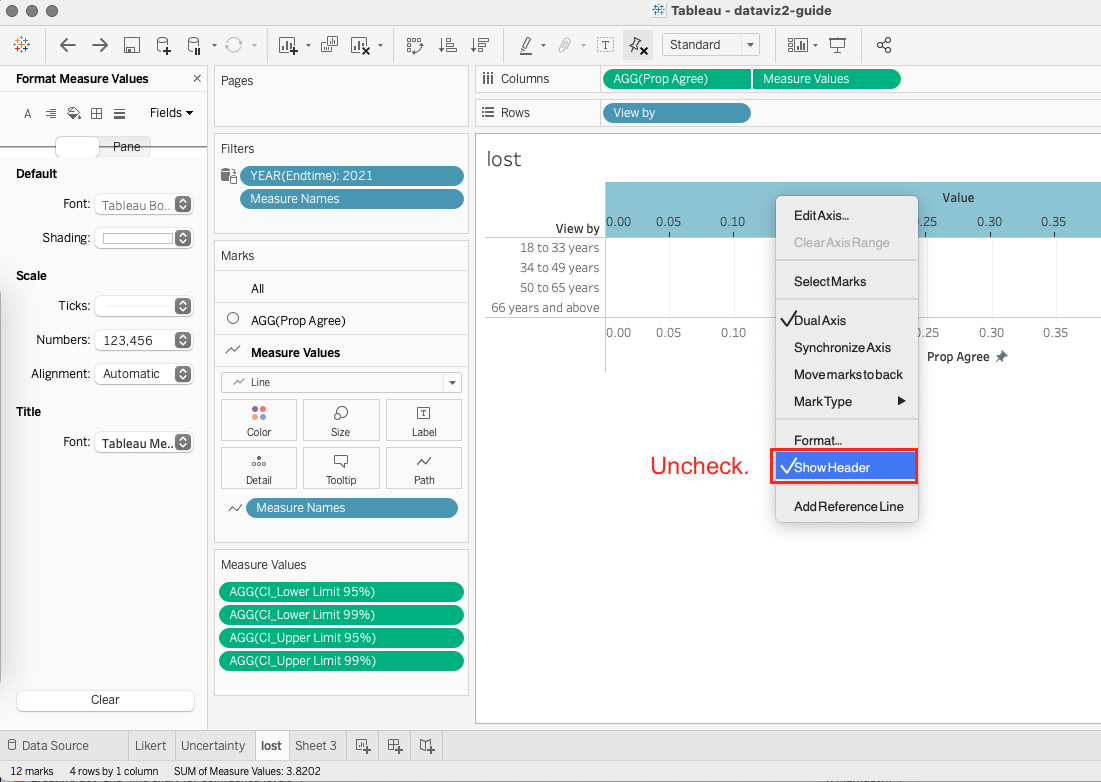 Tableau - dataviz2-guide
Standard
Format Measure Values
Fields
Pane
Default
Font: Tableau Bo..
Shading:
Scale
Ticks:
Numbers: 123,456
Alignment: Automatic
Title
Font: Tableau Me..
Clear
Pages
Filters
YEAR(Endtime): 2021
Measure Names
Marks
All
AGG(Prop Agree)
Measure Values
Line
Color Size Label
Detail Tooltip Path
Measure Names
Measure Values
AGG(CI_Lower Limit 95%)
AGG(CI_Lower Limit 99%)
AGG(CI_Upper Limit 95%)
AGG(CI_Upper Limit 99%)
Columns AGG(Prop Agree) Measure Values
Rows View by
lost
Value
0.00 0.05 0.10 .25 0.30 0.35
View by
18 to 33 years
34 to 49 years
50 to 65 years
66 years and above
0.00 0.05 0.10 0.25 0.30 0.35
Prop Agree
Edit Axis...
Clear Axis Range
Select Marks
Dual Axis
Synchronize Axis
Move marks to back
Mark Type
Format...
Show Header
Add Reference Line
Uncheck.
Data Source Likert Uncertainty lost Sheet 3
12 marks 4 rows by 1 column SUM of Measure Values: 3.8202